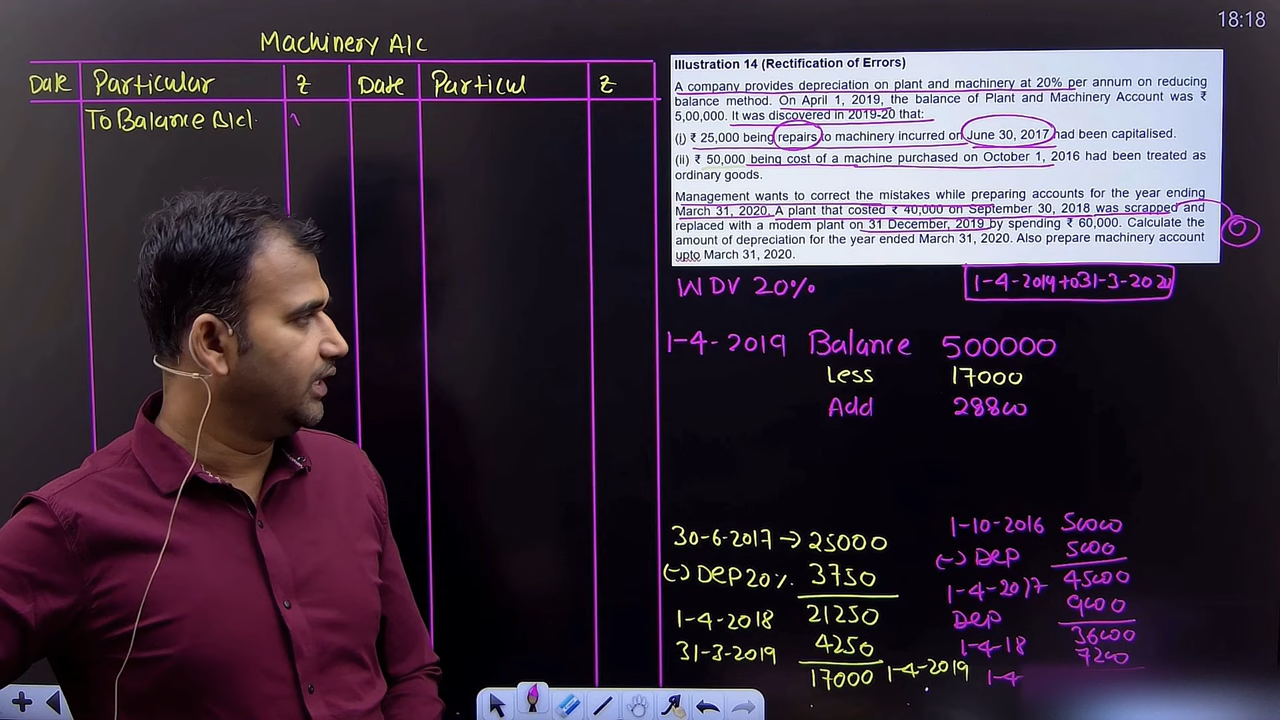 18:18
Machinery A/c
Date Particular ₹ Date Particul ₹
To Balance B/d.
Illustration 14 (Rectification of Errors)
A company provides depreciation on plant and machinery at 20% per annum on reducing
balance method. On April 1, 2019, the balance of Plant and Machinery Account was ₹
5,00,000. It was discovered in 2019-20 that:
(i) ₹ 25,000 being repairs to machinery incurred on June 30, 2017 had been capitalised.
(ii) ₹ 50,000 being cost of a machine purchased on October 1, 2016 had been treated as
ordinary goods.
Management wants to correct the mistakes while preparing accounts for the year ending
March 31, 2020. A plant that costed ₹ 40,000 on September 30, 2018 was scrapped and
replaced with a modem plant on 31 December, 2019 by spending ₹ 60,000. Calculate the
amount of depreciation for the year ended March 31, 2020. Also prepare machinery account
upto March 31, 2020.
WDV 20%
1-4-2019 to 31-3-2020
1-4-2019 Balance 500000
Less 17000
Add 28800
30-6-2017 → 25000
(-) Dep 20% 3750
1-4-2018 21250
31-3-2019 4250
17000 1-4-2019
1-10-2016 50000
(-) Dep 5000
1-4-2017 45000
Dep 9000
1-4-18 36000
7200
1-4